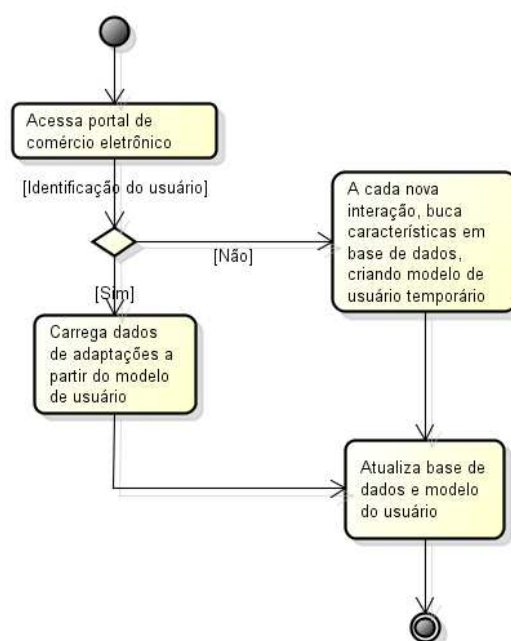 Acessa portal de
comércio eletrônico
[Identificação do usuário]
[Não]
[Sim]
A cada nova
interação, buca
características em
base de dados,
criando modelo de
usuário temporário
Carrega dados
de adaptações a
partir do modelo
de usuário
Atualiza base de
dados e modelo
do usuário